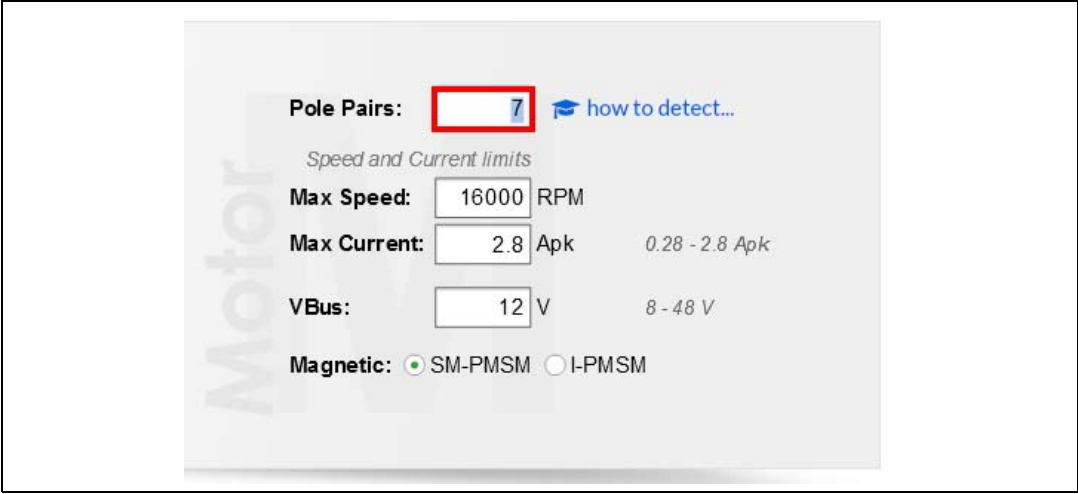 Pole Pairs: 7 how to detect...
Speed and Current limits
Max Speed: 16000 RPM
Max Current: 2.8 Apk 0.28 - 2.8 Apk
VBus: 12 V 8 - 48 V
Magnetic: SM-PMSM I-PMSM
Motor
M